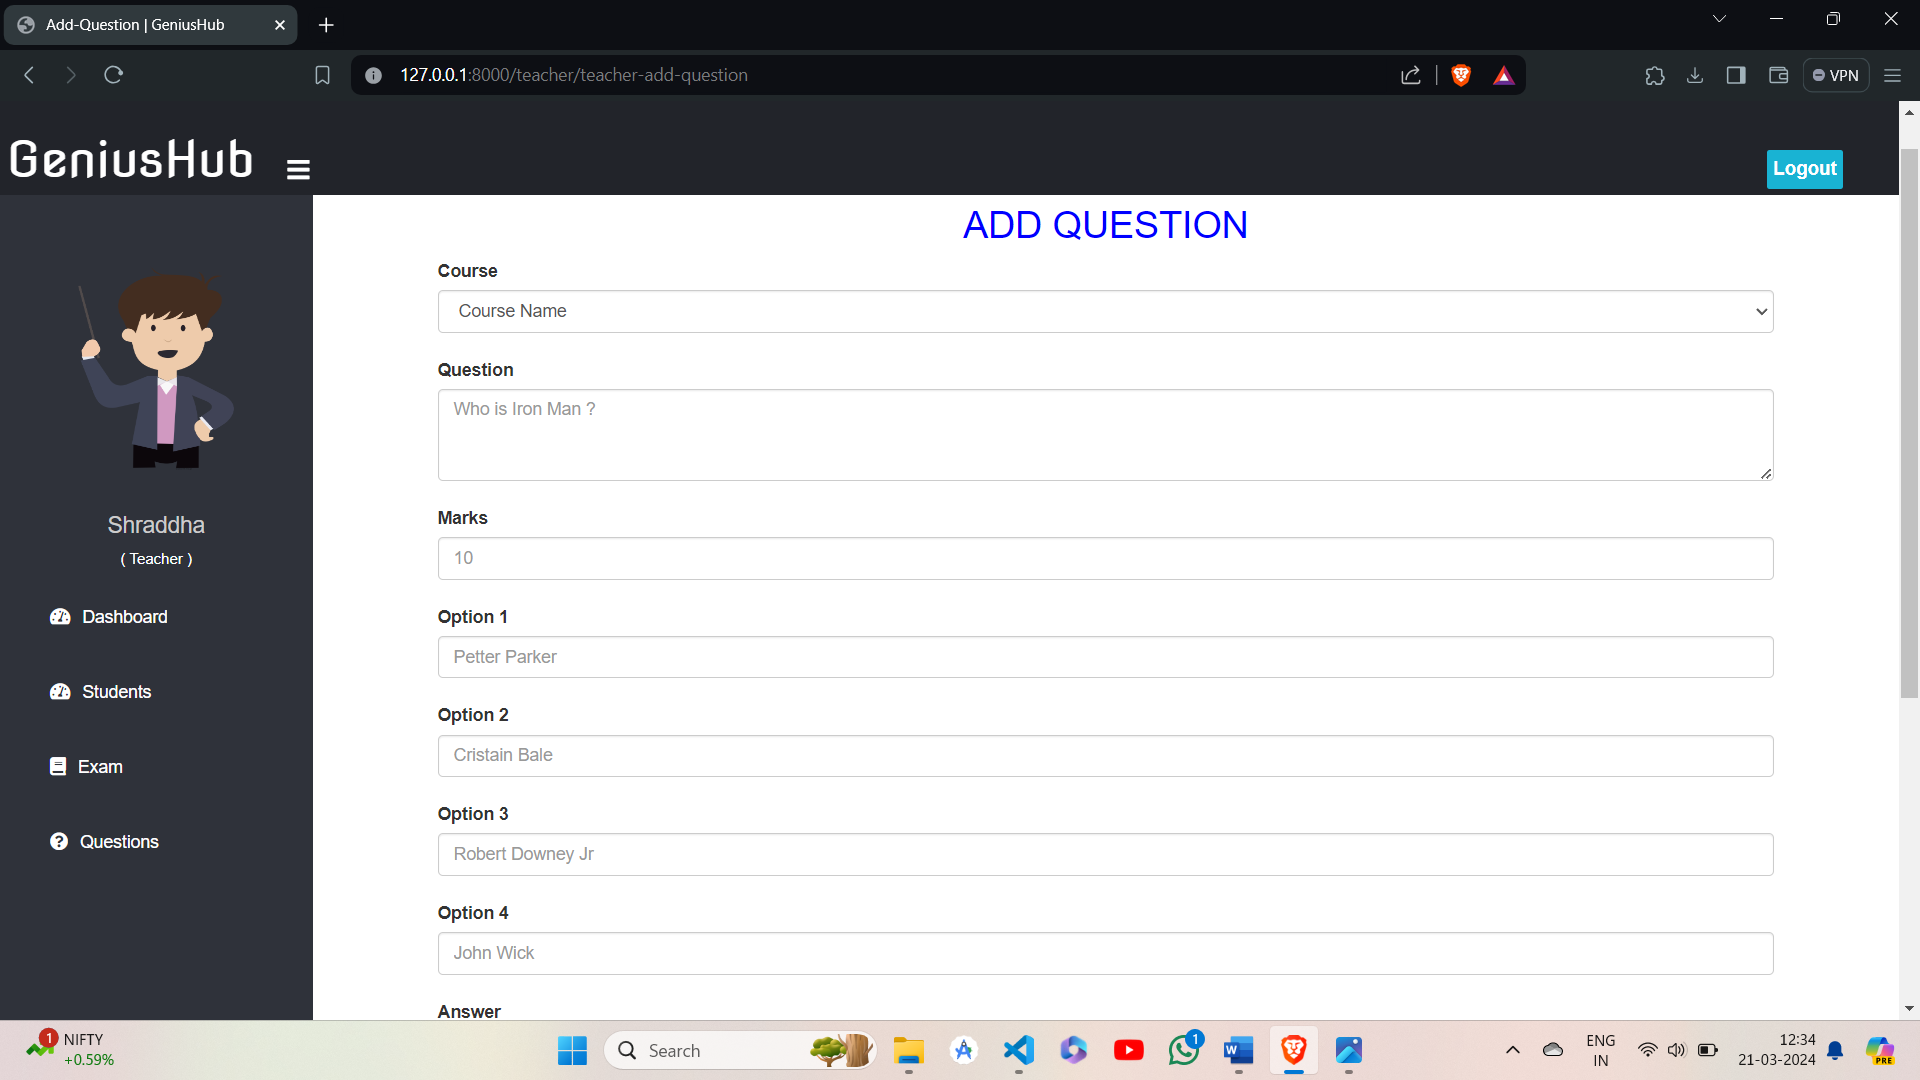 Add-Question | GeniusHub
127.0.0.1:8000/teacher/teacher-add-question
VPN
GeniusHub
Logout
Shraddha
( Teacher )
Dashboard
Students
Exam
Questions
ADD QUESTION
Course
Course Name
Question
Who is Iron Man ?
Marks
10
Option 1
Petter Parker
Option 2
Cristain Bale
Option 3
Robert Downey Jr
Option 4
John Wick
Answer
1
NIFTY
+0.59%
Search
1
W
ENG
IN
12:34
21-03-2024
PRE